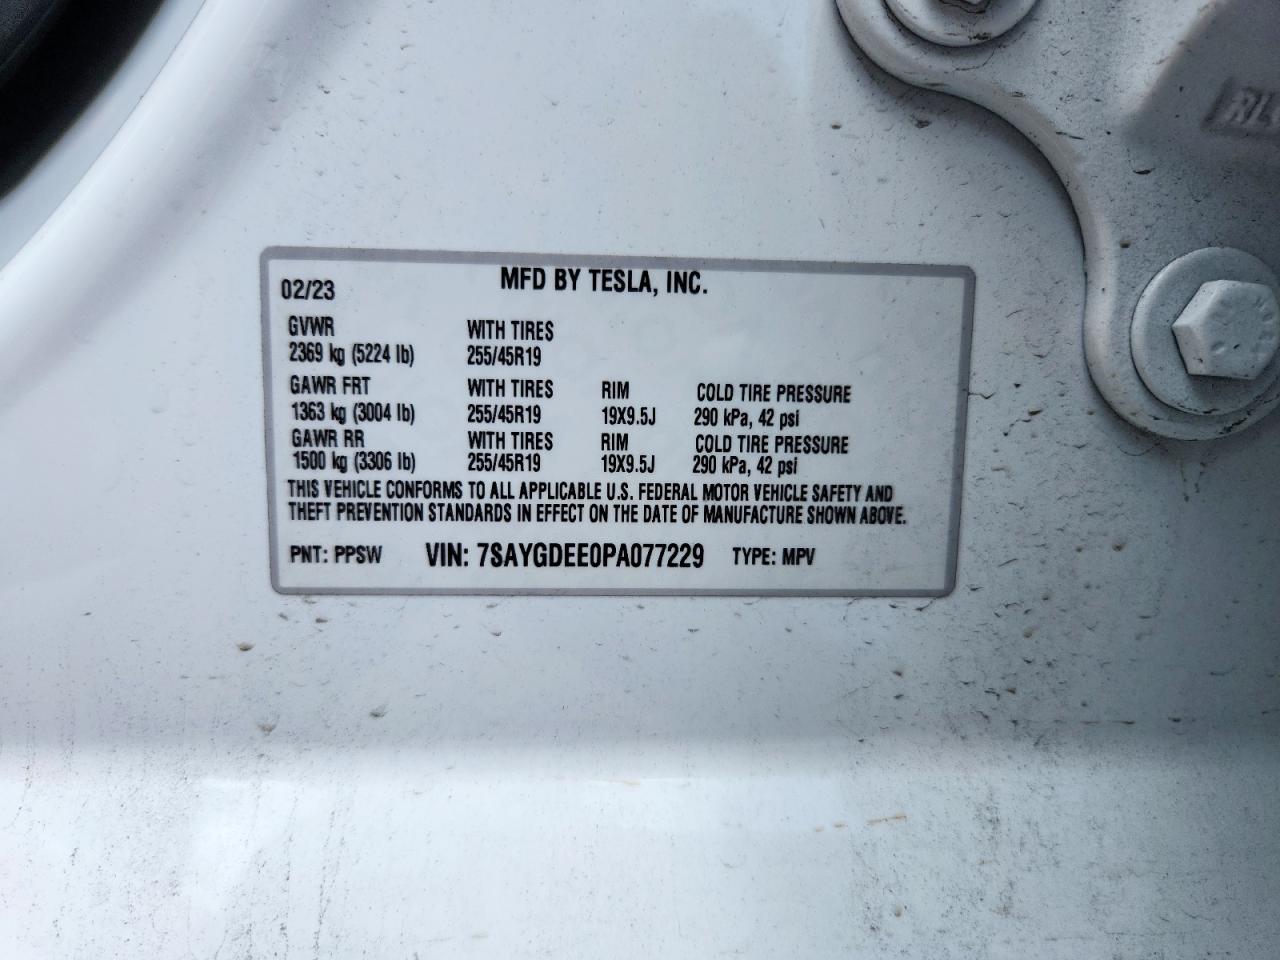 02/23 MFD BY TESLA, INC.
GVWR WITH TIRES
2369 kg (5224 lb) 255/45R19
GAWR FRT WITH TIRES RIM COLD TIRE PRESSURE
1363 kg (3004 lb) 255/45R19 19X9.5J 290 kPa, 42 psi
GAWR RR WITH TIRES RIM COLD TIRE PRESSURE
1500 kg (3306 lb) 255/45R19 19X9.5J 290 kPa, 42 psi
THIS VEHICLE CONFORMS TO ALL APPLICABLE U.S. FEDERAL MOTOR VEHICLE SAFETY AND
THEFT PREVENTION STANDARDS IN EFFECT ON THE DATE OF MANUFACTURE SHOWN ABOVE.
PNT: PPSW VIN: 7SAYGDEE0PA077229 TYPE: MPV